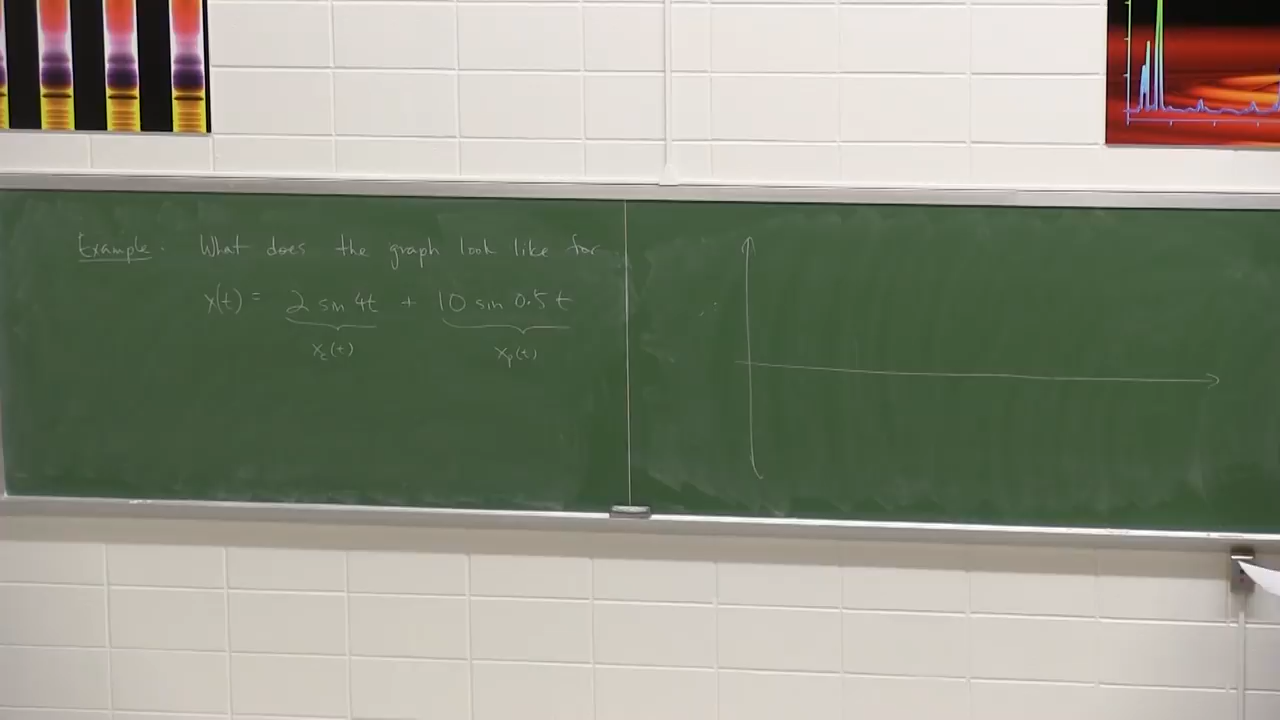 Example. What does the graph look like for
x(t) = 2 sin 4t + 10 sin 0.5t
x_c(t) x_p(t)